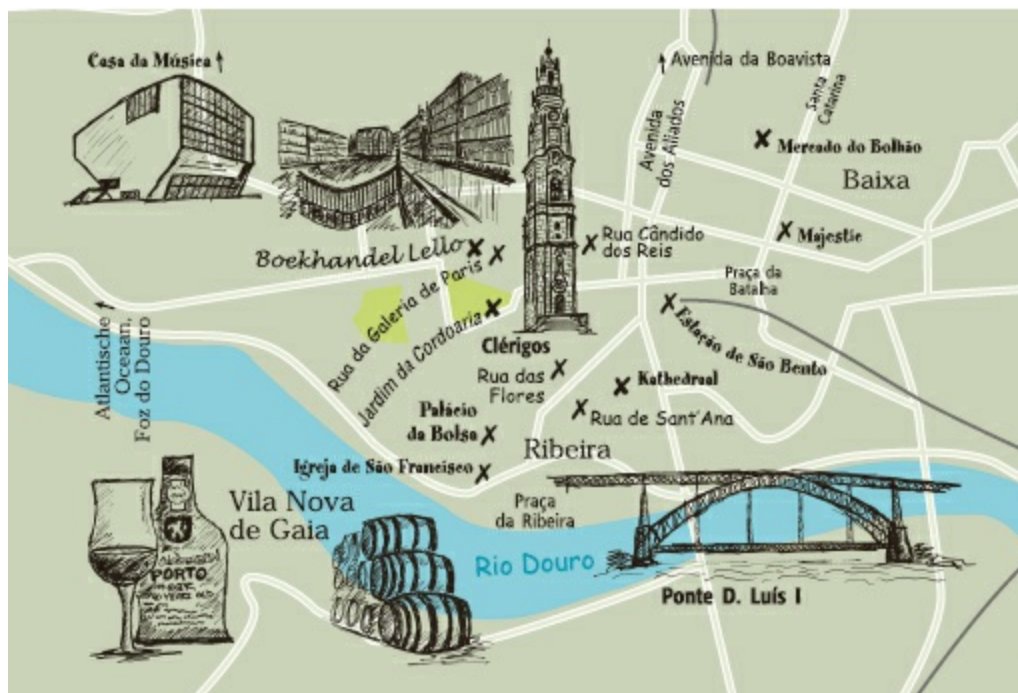 Casa da Música
Avenida da Boavista
Santa
Catarina
Avenida
dos Aliados
Mercado do Bolhão
Baixa
Boekhandel Lello
Rua Cândido
dos Reis
Majestic
Rua da Galeria de Paris
Praça da
Batalha
Jardim da Cordoaria
Estação de São Bento
Atlantische
Oceaan,
Foz do Douro
Clérigos
Rua das
Flores
Kathedraal
Rua de Sant'Ana
Palácio
da Bolsa
Ribeira
Igreja de São Francisco
Vila Nova
de Gaia
Praça
da Ribeira
Rio Douro
PORTO
Ponte D. Luís I